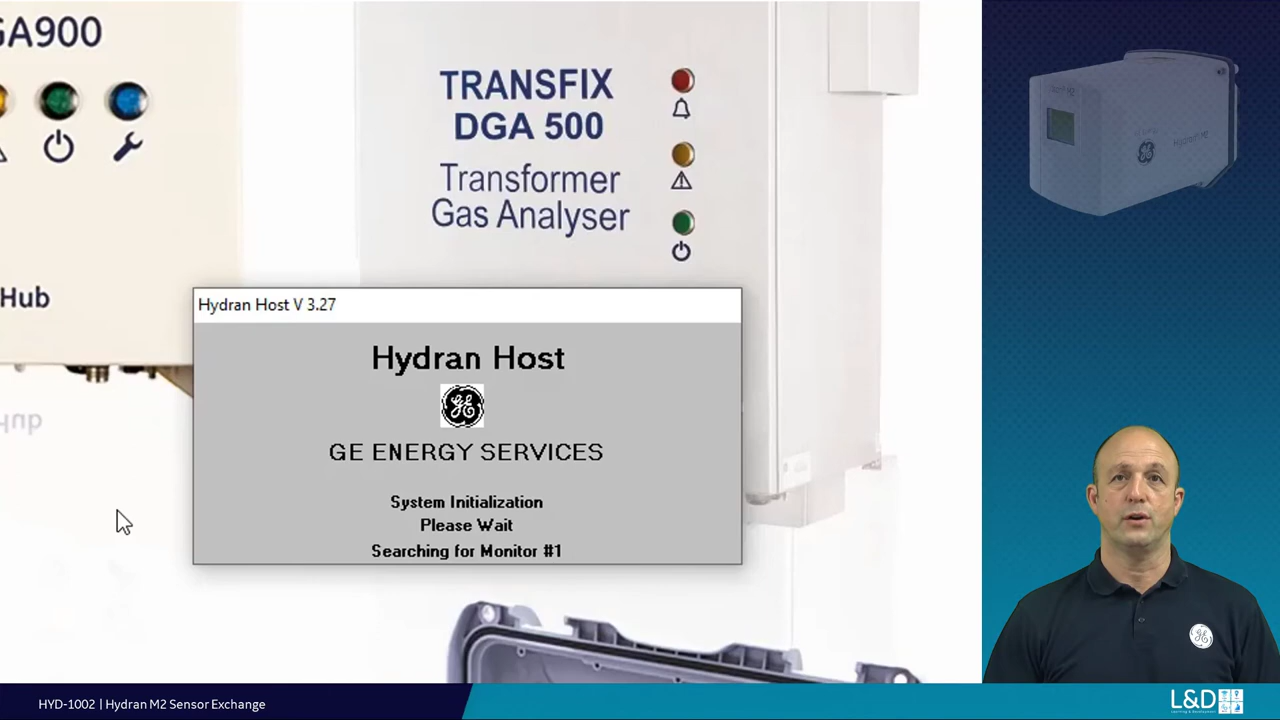 GA900
TRANSFIX
DGA 500
Transformer
Gas Analyser
Hub
Hydran Host V 3.27
Hydran Host
GE ENERGY SERVICES
System Initialization
Please Wait
Searching for Monitor #1
HYD-1002 | Hydran M2 Sensor Exchange
L&D